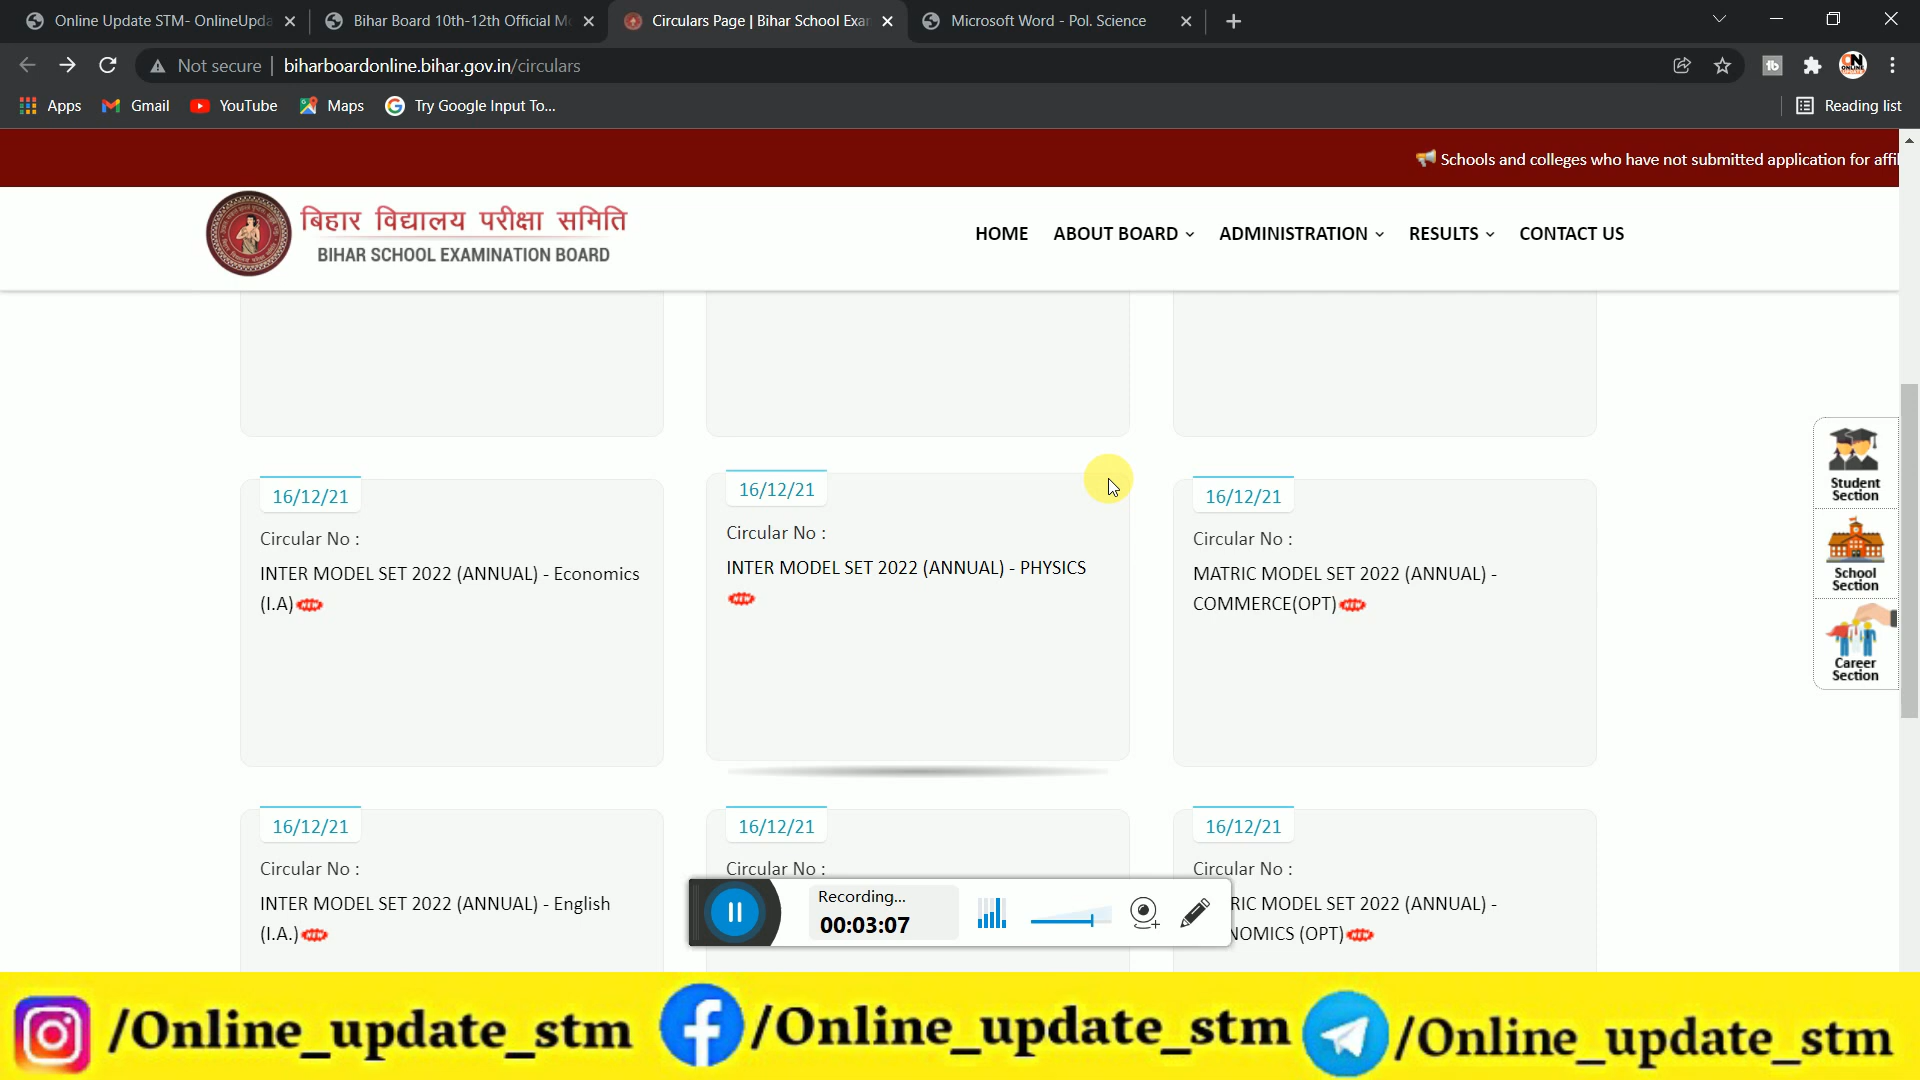 Online Update STM- OnlineUpda
Bihar Board 10th-12th Official M
Circulars Page | Bihar School Exar
Microsoft Word - Pol. Science
Not secure | biharboardonline.bihar.gov.in/circulars
Apps
Gmail
YouTube
Maps
Try Google Input To...
Reading list
Schools and colleges who have not submitted application for affil
बिहार विद्यालय परीक्षा समिति
BIHAR SCHOOL EXAMINATION BOARD
HOME
ABOUT BOARD
ADMINISTRATION
RESULTS
CONTACT US
16/12/21
Circular No :
INTER MODEL SET 2022 (ANNUAL) - Economics
(I.A) NEW
16/12/21
Circular No :
INTER MODEL SET 2022 (ANNUAL) - PHYSICS
NEW
16/12/21
Circular No :
MATRIC MODEL SET 2022 (ANNUAL) -
COMMERCE(OPT) NEW
Student
Section
School
Section
Career
Section
16/12/21
Circular No :
INTER MODEL SET 2022 (ANNUAL) - English
(I.A.) NEW
16/12/21
Circular No :
16/12/21
Circular No :
RIC MODEL SET 2022 (ANNUAL) -
NOMICS (OPT) NEW
Recording...
00:03:07
/Online_update_stm
/Online_update_stm
/Online_update_stm